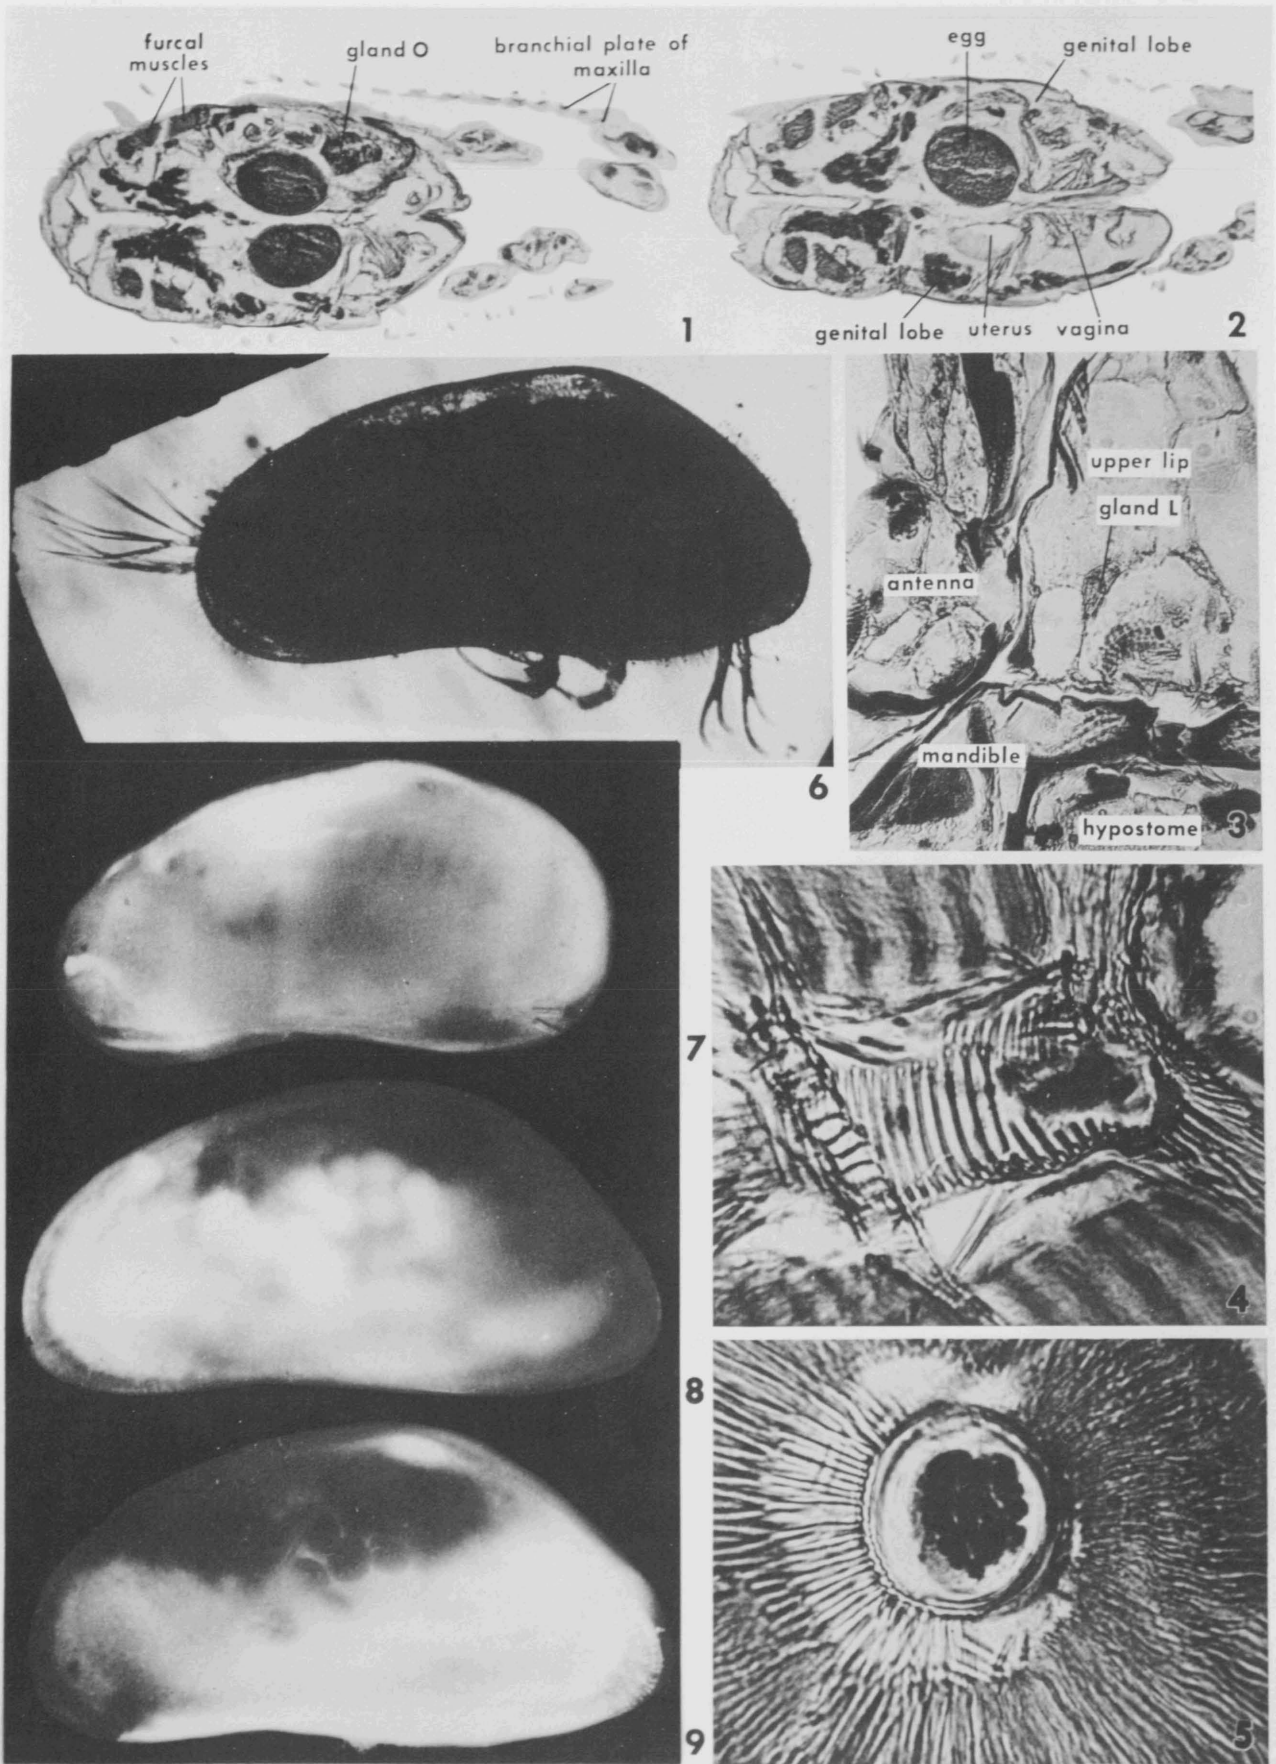 furcal
muscles
gland O
branchial plate of
maxilla
1
egg
genital lobe
genital lobe
uterus
vagina
2
6
upper lip
gland L
antenna
mandible
hypostome
3
7
4
8
5
9